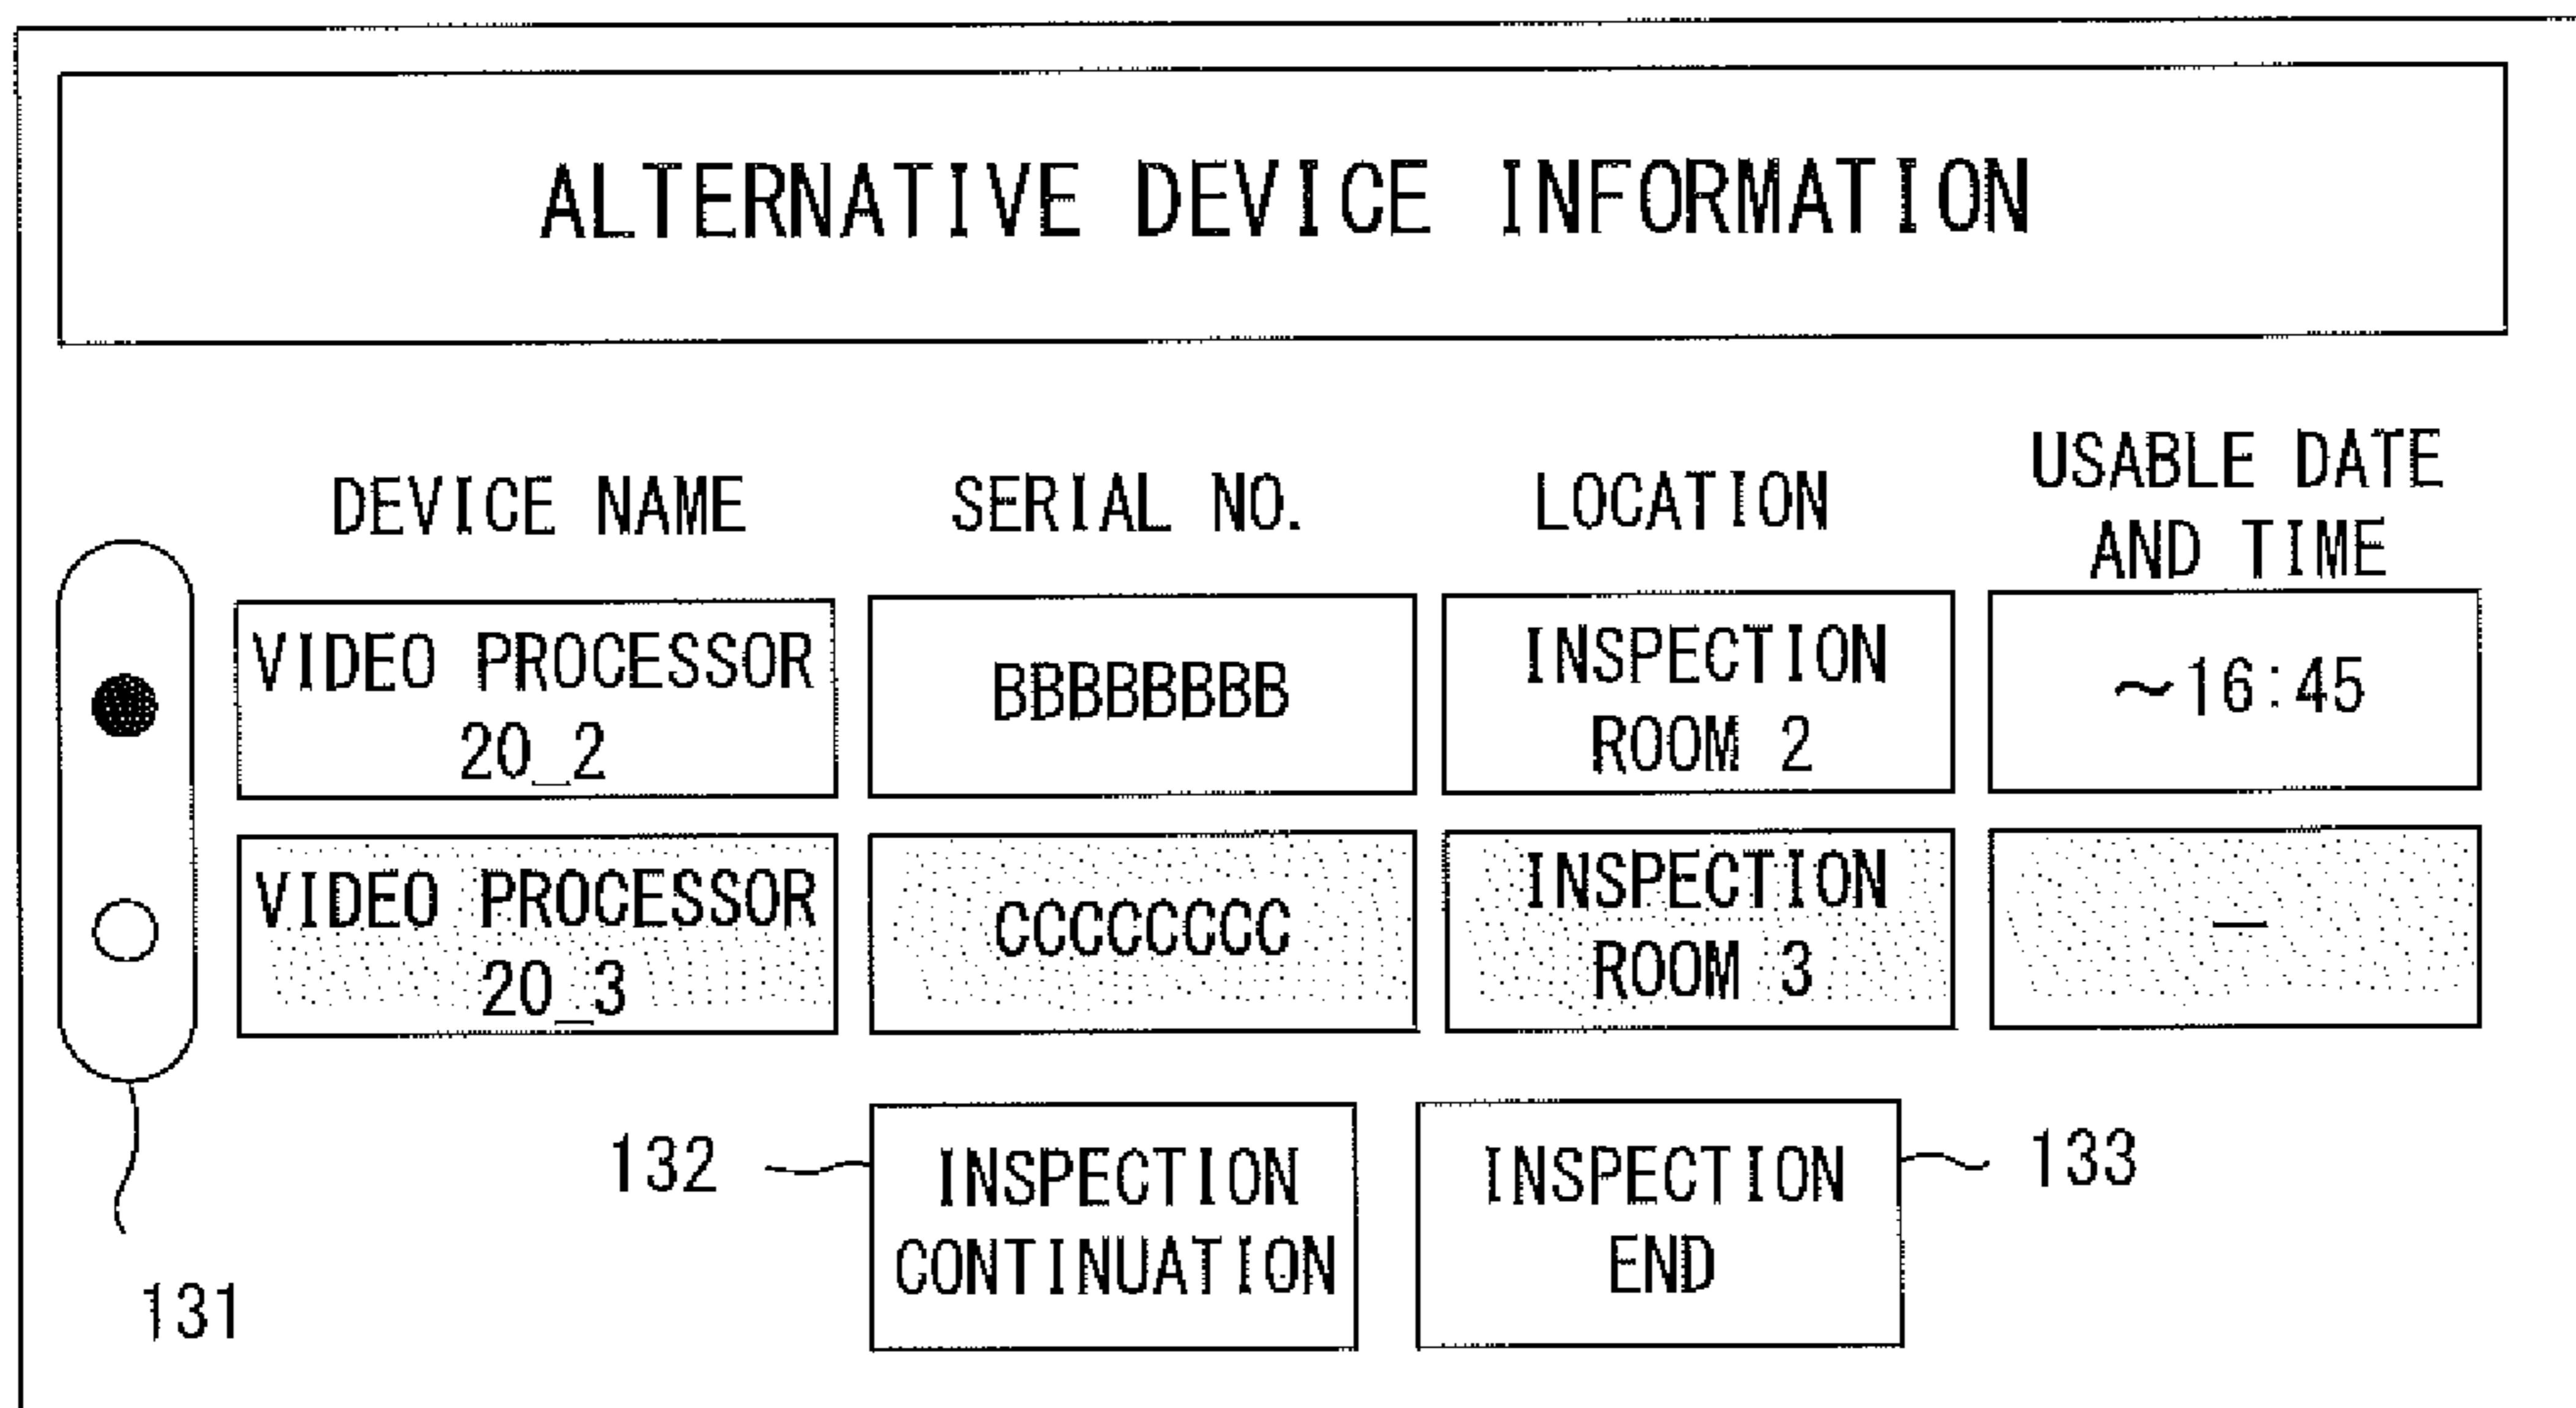 ALTERNATIVE DEVICE INFORMATION
DEVICE NAME
SERIAL NO.
LOCATION
USABLE DATE
AND TIME
VIDEO PROCESSOR
20_2
BBBBBBBB
INSPECTION
ROOM 2
~16:45
VIDEO PROCESSOR
20_3
CCCCCCCC
INSPECTION
ROOM 3
—
132
INSPECTION
CONTINUATION
INSPECTION
END
133
131